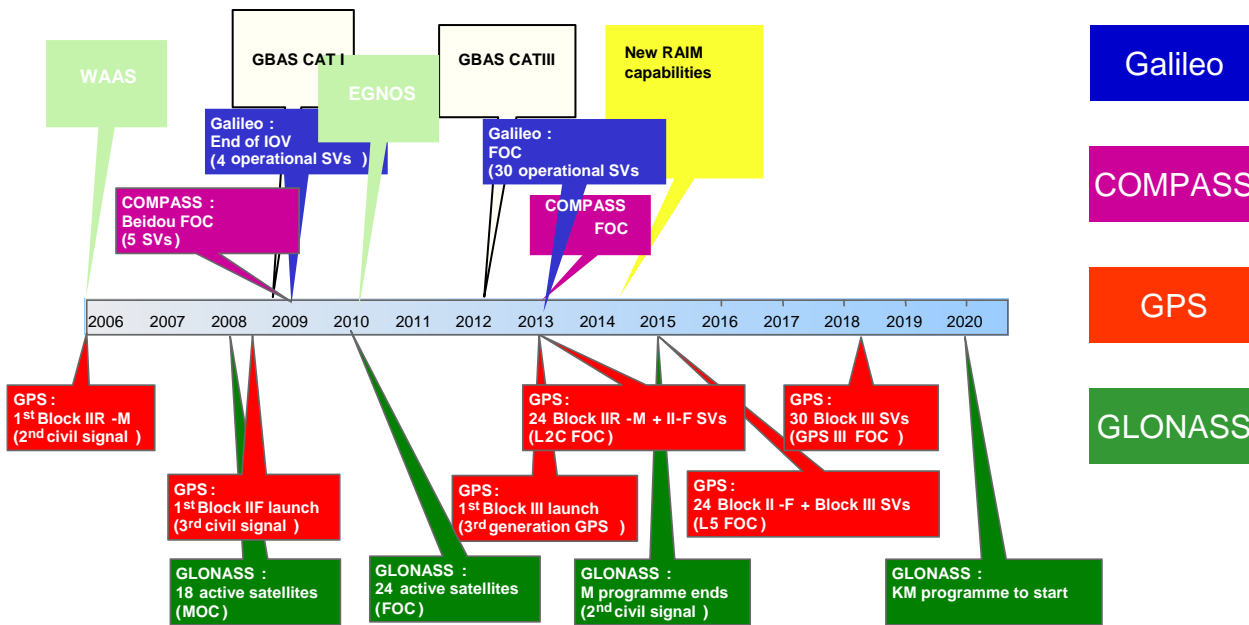 WAAS
GBAS CAT I
EGNOS
GBAS CATIII
New RAIM
capabilities
Galileo :
End of IOV
(4 operational SVs )
Galileo :
FOC
(30 operational SVs
COMPASS :
Beidou FOC
(5 SVs)
COMPASS
FOC
2006 2007 2008 2009 2010 2011 2012 2013 2014 2015 2016 2017 2018 2019 2020
GPS :
1st Block IIR -M
(2nd civil signal )
GPS :
24 Block IIR -M + II-F SVs
(L2C FOC)
GPS :
30 Block III SVs
(GPS III FOC )
GPS :
1st Block IIF launch
(3rd civil signal )
GPS :
1st Block III launch
(3rd generation GPS )
GPS :
24 Block II -F + Block III SVs
(L5 FOC)
GLONASS :
18 active satellites
(MOC)
GLONASS :
24 active satellites
(FOC)
GLONASS :
M programme ends
(2nd civil signal )
GLONASS :
KM programme to start
Galileo
COMPASS
GPS
GLONASS